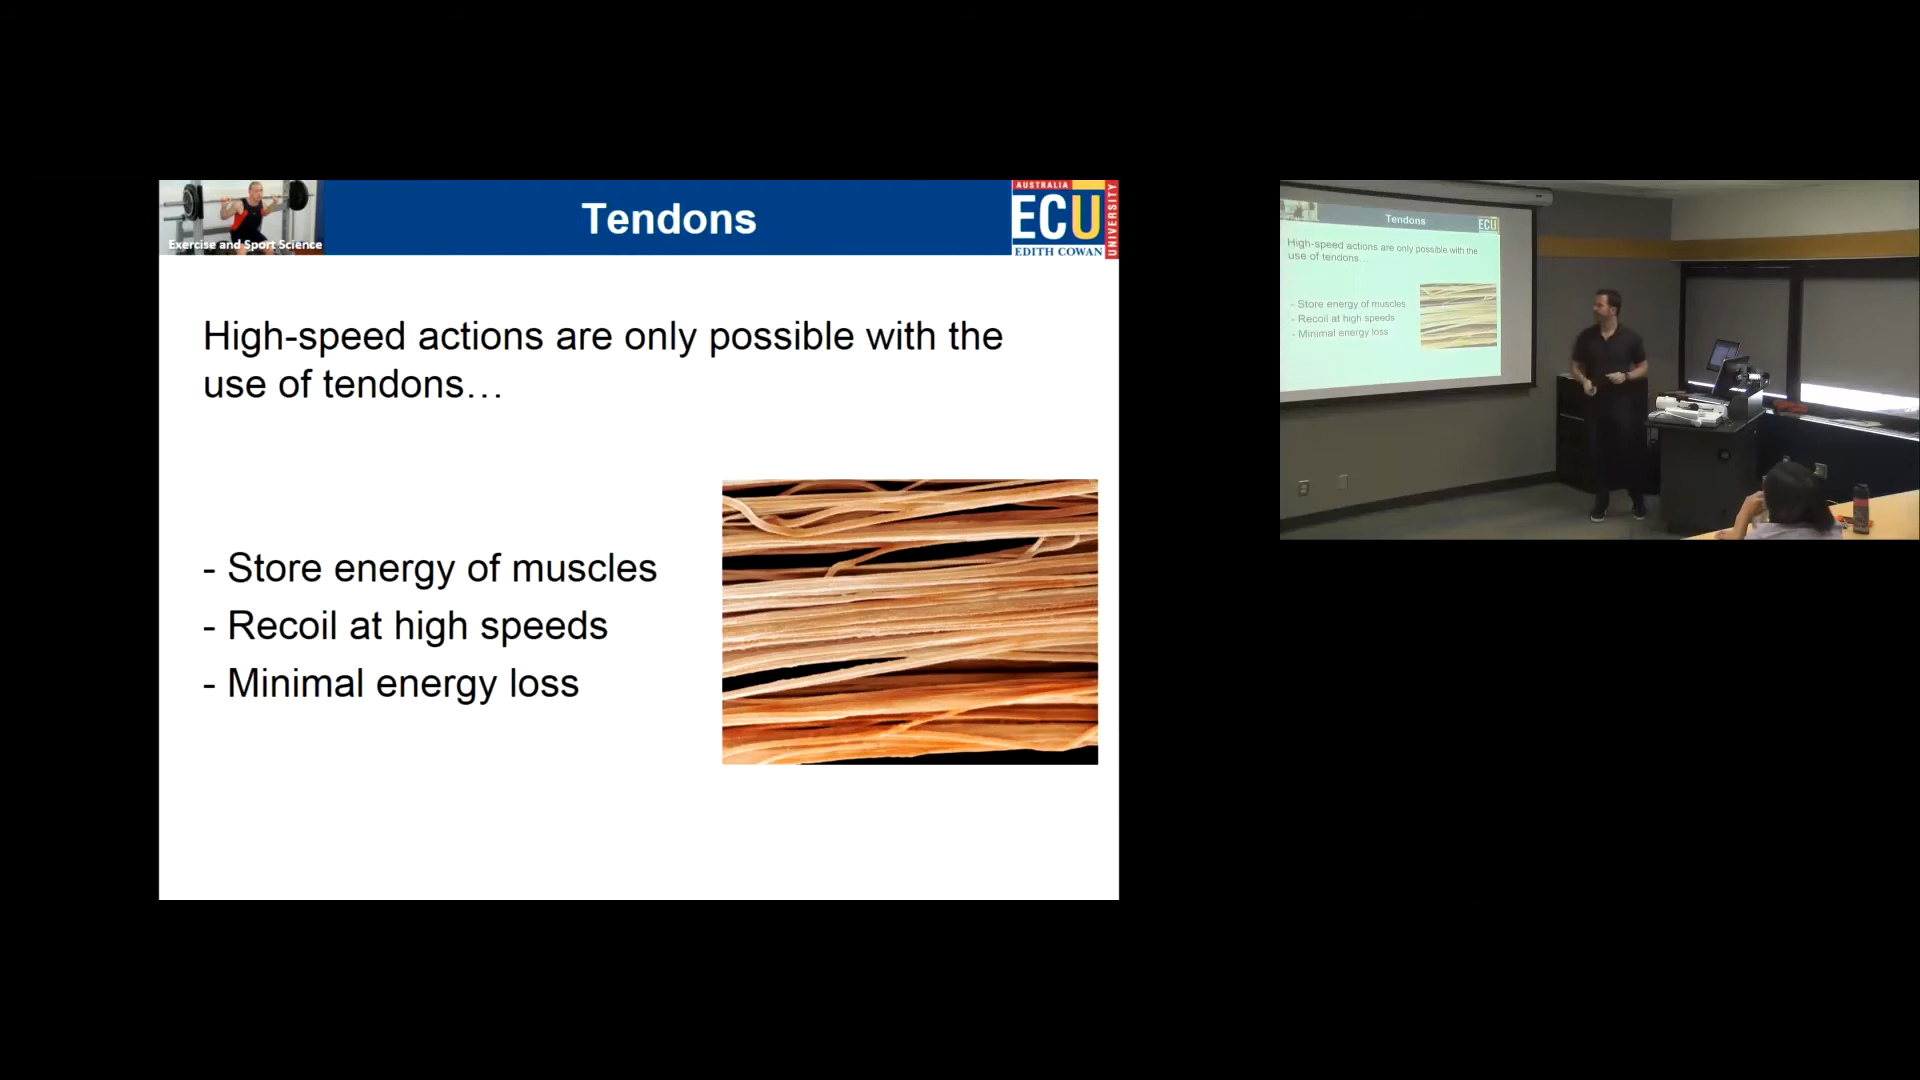 Exercise and Sport Science
Tendons
AUSTRALIA
ECU
EDITH COWAN
UNIVERSITY
High-speed actions are only possible with the
use of tendons…
- Store energy of muscles
- Recoil at high speeds
- Minimal energy loss
Tendons
ECU
High-speed actions are only possible with the
use of tendons…
- Store energy of muscles
- Recoil at high speeds
- Minimal energy loss